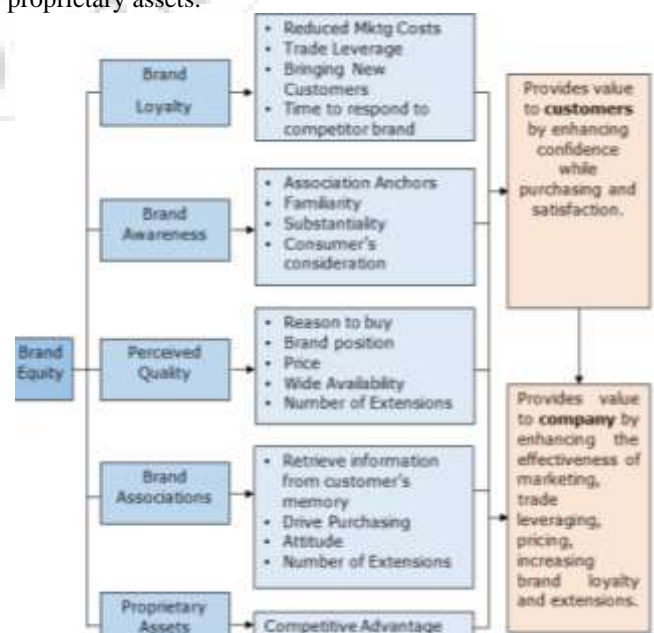 proprietary assets.
Brand
Equity
Brand
Loyalty
• Reduced Mktg Costs
• Trade Leverage
• Bringing New
Customers
• Time to respond to
competitor brand
Brand
Awareness
• Association Anchors
• Familiarity
• Substantiality
• Consumer's
consideration
Perceived
Quality
• Reason to buy
• Brand position
• Price
• Wide Availability
• Number of Extensions
Brand
Associations
• Retrieve information
from customer's
memory
• Drive Purchasing
• Attitude
• Number of Extensions
Proprietary
Assets
Competitive Advantage
Provides value
to customers
by enhancing
confidence
while
purchasing and
satisfaction.
Provides value
to company by
enhancing the
effectiveness of
marketing,
trade
leveraging,
pricing,
increasing
brand loyalty
and extensions.